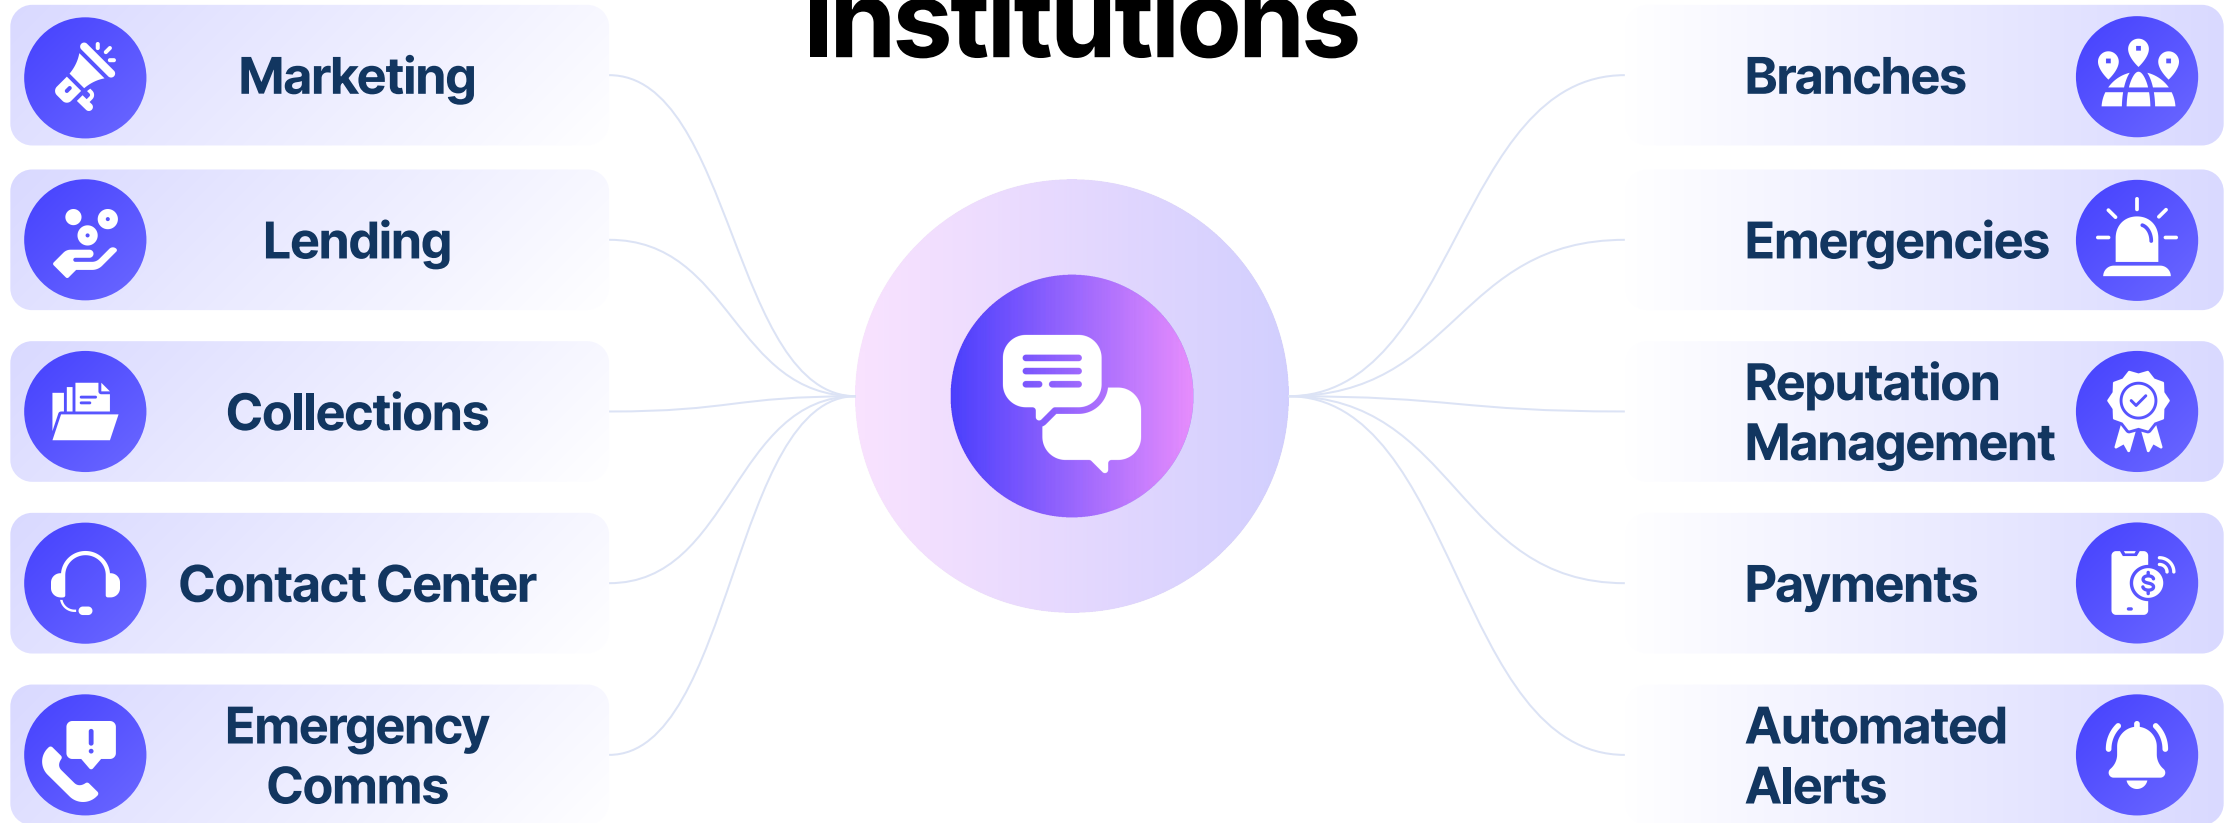 Institutions
Marketing
Lending
Collections
Contact Center
Emergency
Comms
Branches
Emergencies
Reputation
Management
Payments
Automated
Alerts